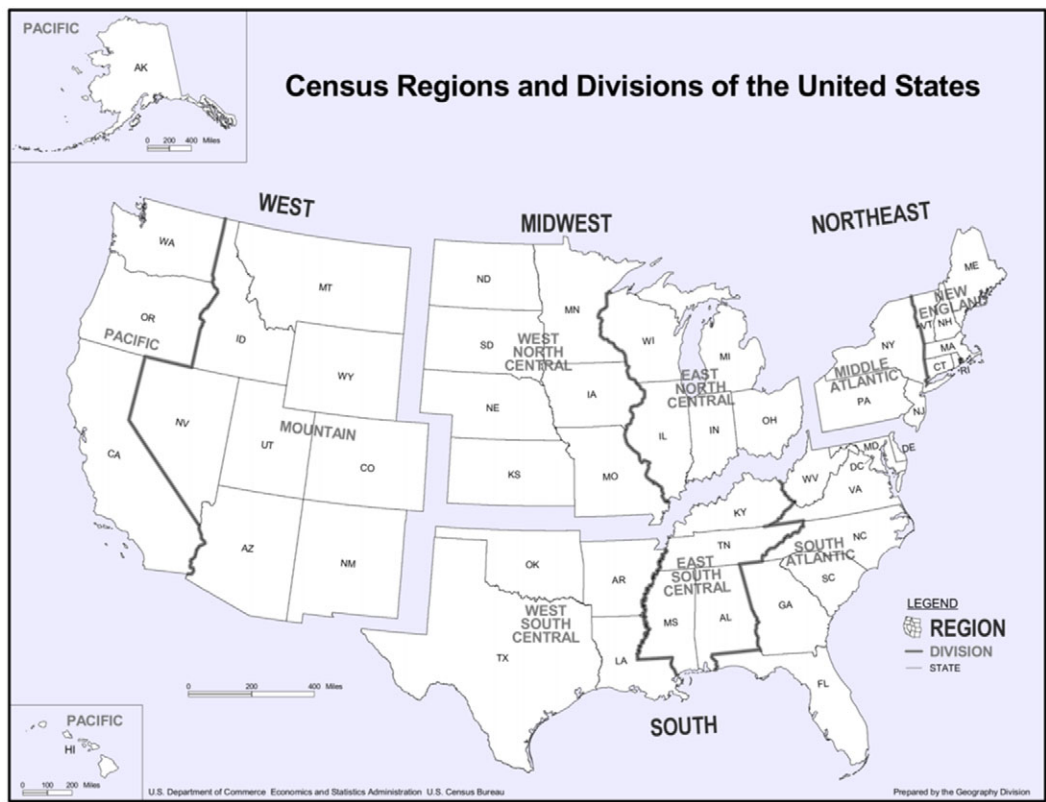 PACIFIC
AK
0 200 400 Miles
Census Regions and Divisions of the United States
WEST
MIDWEST
NORTHEAST
WA
MT
ND
MN
ME
OR
PACIFIC
ID
SD
WEST
NORTH
CENTRAL
WI
MI
NY
NEW
ENGLAND
VT
NH
MA
CT
RI
WY
IA
EAST
NORTH
CENTRAL
MIDDLE
ATLANTIC
PA
NJ
NE
NV
UT
MOUNTAIN
CO
IL
IN
OH
CA
KS
MO
WV
MD
DE
DC
VA
KY
AZ
NM
OK
AR
TN
EAST
SOUTH
CENTRAL
SOUTH
ATLANTIC
NC
SC
WEST
SOUTH
CENTRAL
MS
AL
GA
TX
LA
FL
LEGEND
REGION
DIVISION
STATE
0 200 400 Miles
SOUTH
PACIFIC
HI
0 100 200 Miles
U.S. Department of Commerce Economics and Statistics Administration U.S. Census Bureau
Prepared by the Geography Division